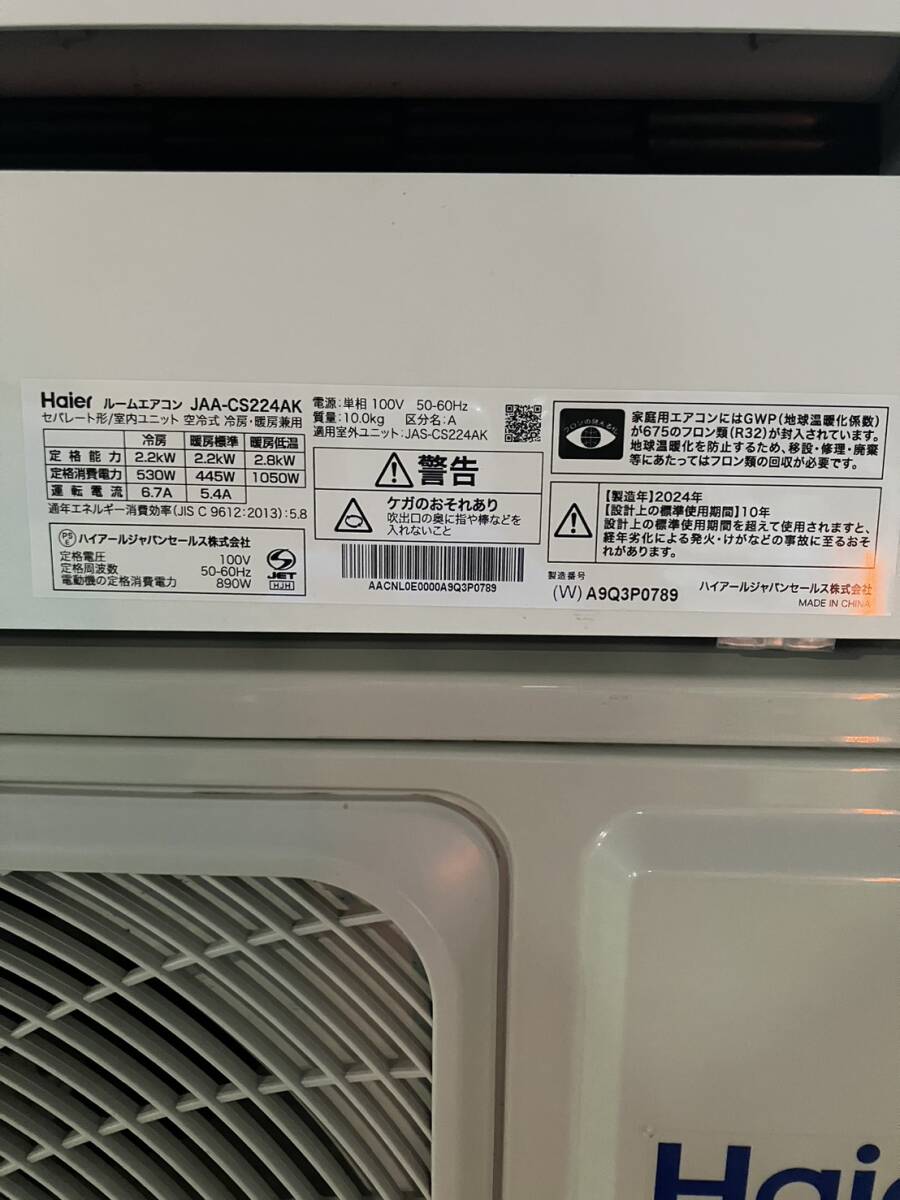 Haier ルームエアコン JAA-CS224AK
セパレート形/室内ユニット 空冷式 冷房・暖房兼用
冷房 暖房標準 暖房低温
定格能力 2.2kW 2.2kW 2.8kW
定格消費電力 530W 445W 1050W
運転電流 6.7A 5.4A
通年エネルギー消費効率(JIS C 9612:2013):5.8
PSE ハイアールジャパンセールス株式会社
定格電圧 100V
定格周波数 50-60Hz
電動機の定格消費電力 890W
JET
HJH
電源:単相 100V 50-60Hz
質量:10.0kg 区分名:A
適用室外ユニット:JAS-CS224AK
警告
ケガのおそれあり
吹出口の奥に指や棒などを
入れないこと
AACNL0E0000A9Q3P0789
フロンの見える化
家庭用エアコンにはGWP(地球温暖化係数)
が675のフロン類(R32)が封入されています。
地球温暖化を防止するため、移設・修理・廃棄
等にあたってはフロン類の回収が必要です。
【製造年】2024年
【設計上の標準使用期間】10年
設計上の標準使用期間を超えて使用されますと、
経年劣化による発火・けがなどの事故に至るおそ
れがあります。
製造番号
(W) A9Q3P0789
ハイアールジャパンセールス株式会社
MADE IN CHINA
Hai